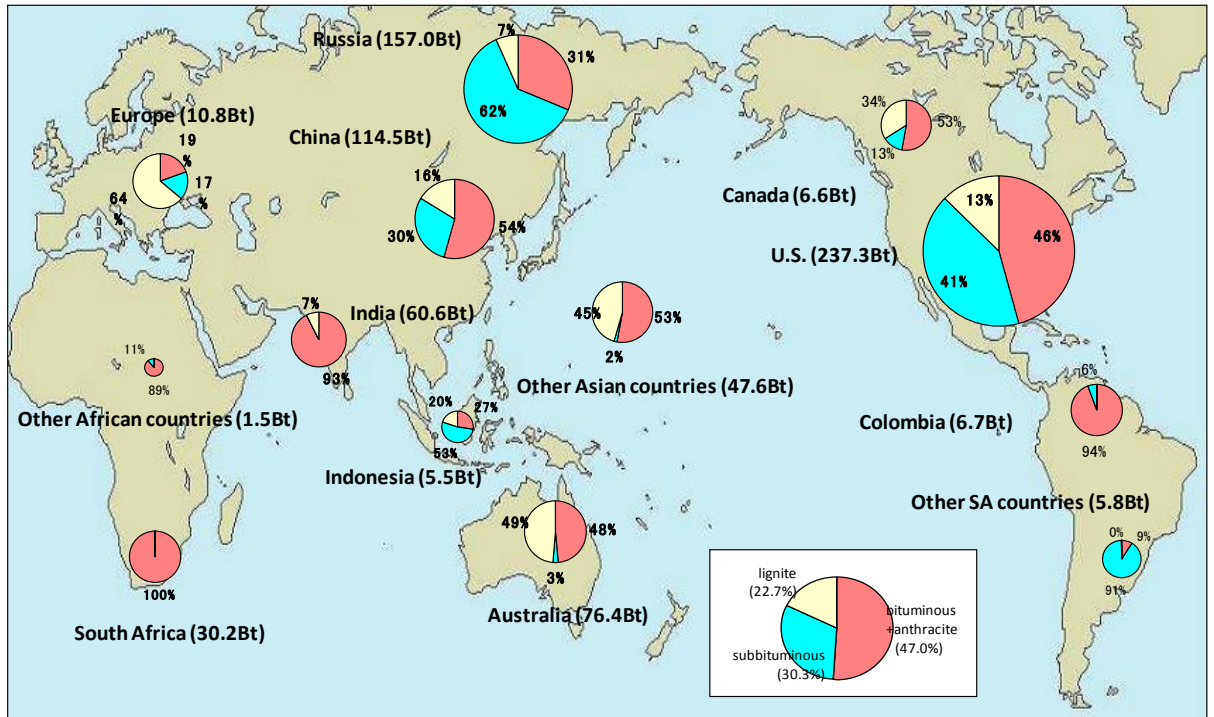 Russia (157.0Bt)
7%
31%
62%
Europe (10.8Bt)
19
%
17
%
64
%
China (114.5Bt)
16%
30%
54%
34%
53%
13%
Canada (6.6Bt)
13%
46%
41%
U.S. (237.3Bt)
India (60.6Bt)
7%
93%
45%
53%
2%
Other Asian countries (47.6Bt)
11%
89%
Other African countries (1.5Bt)
20%
27%
53%
Indonesia (5.5Bt)
6%
94%
Colombia (6.7Bt)
Other SA countries (5.8Bt)
0%
9%
91%
49%
48%
3%
Australia (76.4Bt)
100%
South Africa (30.2Bt)
lignite
(22.7%)
bituminous
+anthracite
(47.0%)
subbituminous
(30.3%)